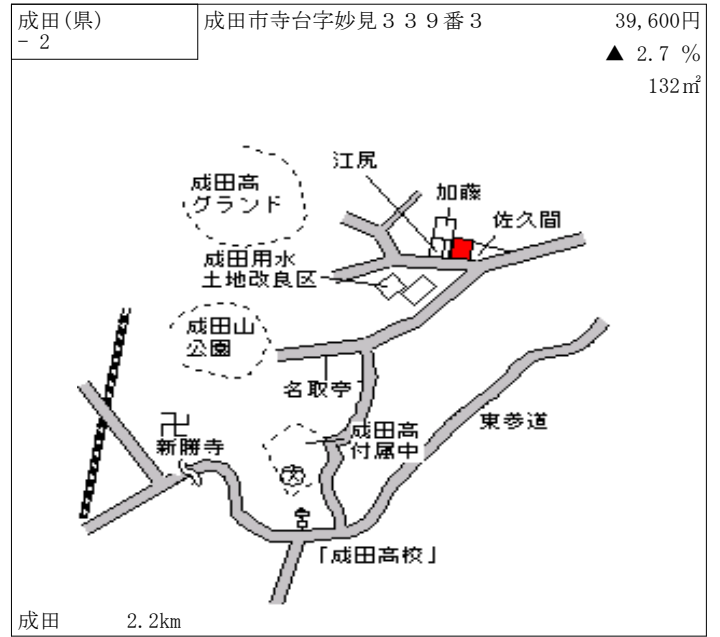 成田(県)
- 2
成田市寺台字妙見３３９番３
39,600円
▲ 2.7 %
132㎡
江尻
加藤
佐久間
成田高
グランド
成田用水
土地改良区
成田山
公園
名取亭
東参道
卍
新勝寺
成田高
付属中
文
「成田高校」
成田 2.2km